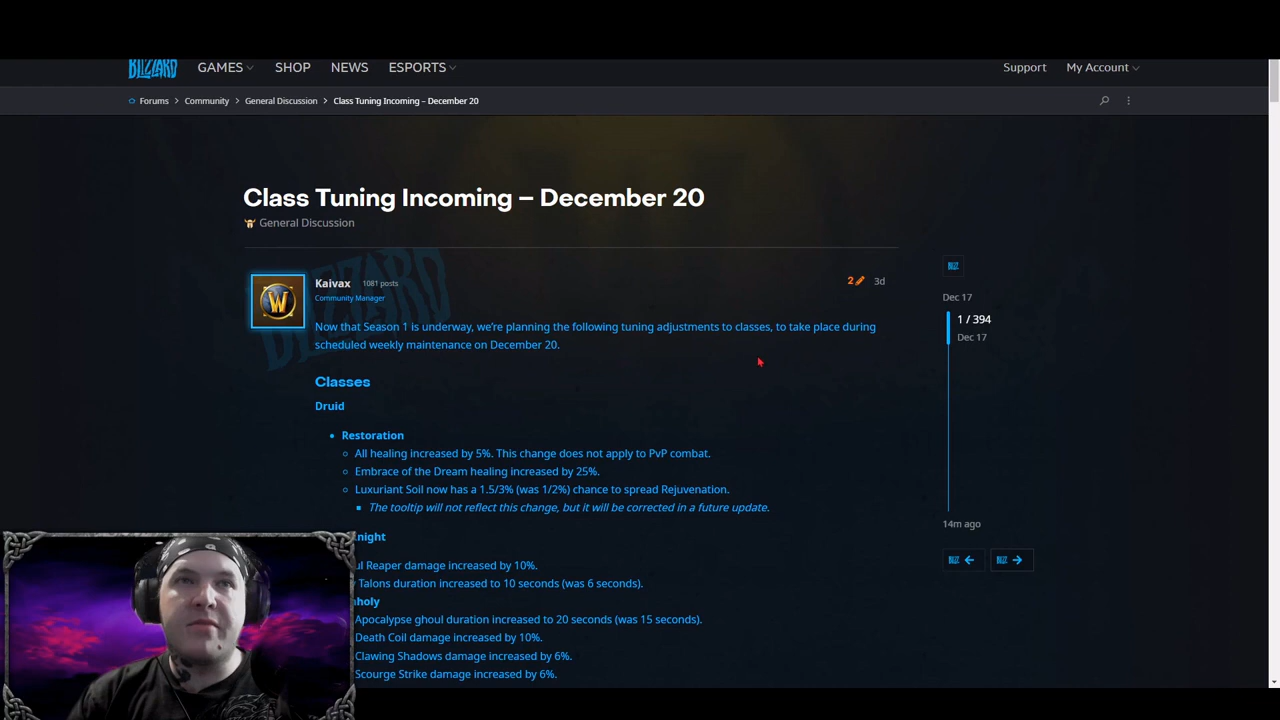 BLIZZARD GAMES SHOP NEWS ESPORTS Support My Account
Forums > Community > General Discussion > Class Tuning Incoming – December 20
Class Tuning Incoming – December 20
General Discussion
Kaivax 1081 posts 2 3d
Community Manager
Now that Season 1 is underway, we're planning the following tuning adjustments to classes, to take place during
scheduled weekly maintenance on December 20.
Classes
Druid
Restoration
All healing increased by 5%. This change does not apply to PvP combat.
Embrace of the Dream healing increased by 25%.
Luxuriant Soil now has a 1.5/3% (was 1/2%) chance to spread Rejuvenation.
The tooltip will not reflect this change, but it will be corrected in a future update.
night
ul Reaper damage increased by 10%.
Talons duration increased to 10 seconds (was 6 seconds).
holy
Apocalypse ghoul duration increased to 20 seconds (was 15 seconds).
Death Coil damage increased by 10%.
Clawing Shadows damage increased by 6%.
Scourge Strike damage increased by 6%.
Dec 17
1 / 394
Dec 17
14m ago